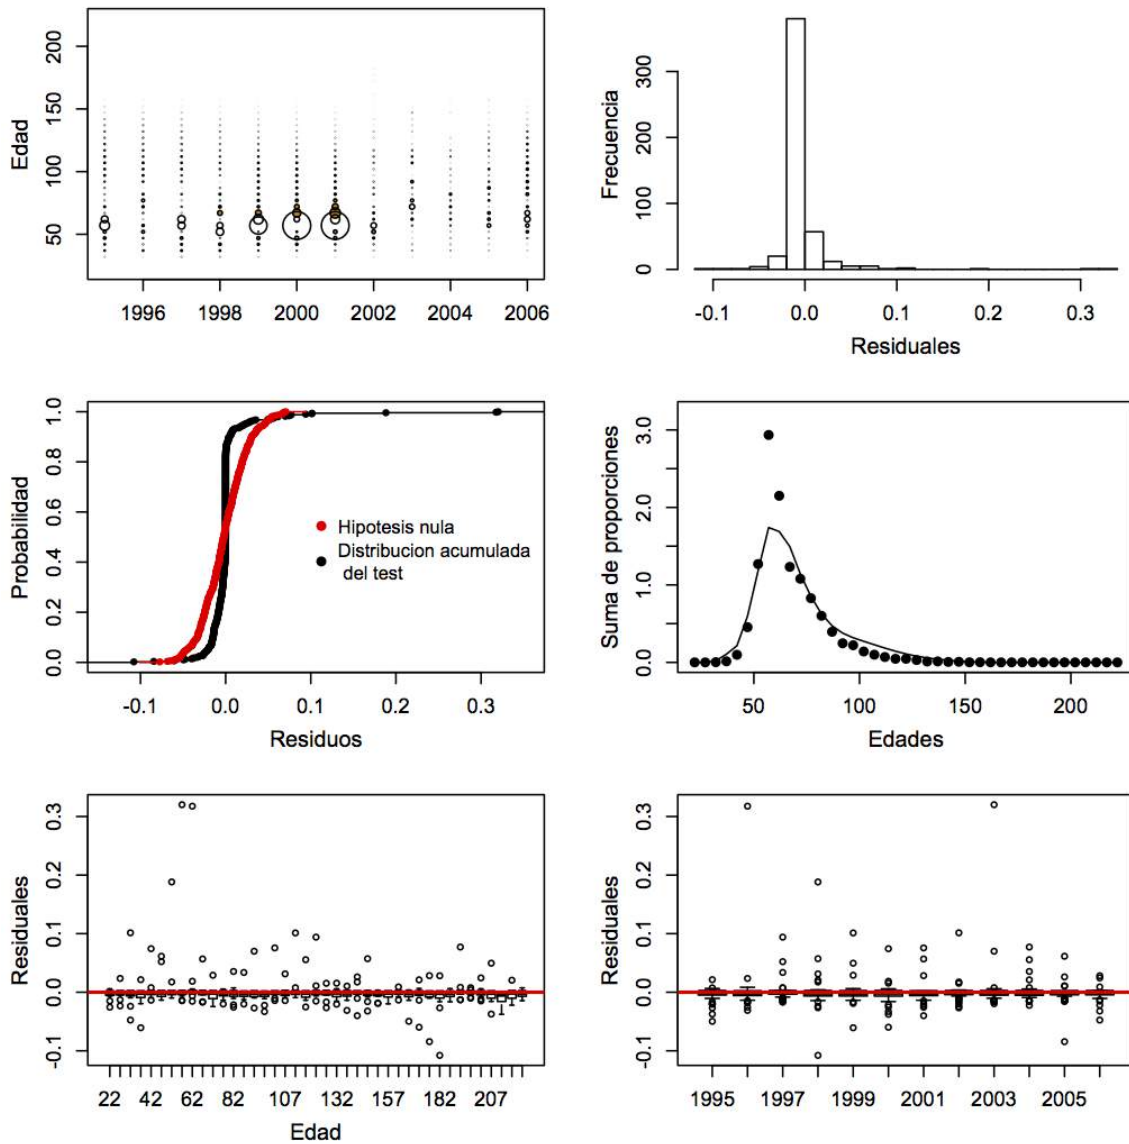 Edad
200
150
100
50
1996 1998 2000 2002 2004 2006
Frecuencia
300
200
100
0
-0.1 0.0 0.1 0.2 0.3
Residuales
Probabilidad
1.0
0.8
0.6
0.4
0.2
0.0
Hipotesis nula
Distribucion acumulada
del test
-0.1 0.0 0.1 0.2 0.3
Residuos
Suma de proporciones
3.0
2.0
1.0
0.0
50 100 150 200
Edades
Residuales
0.3
0.2
0.1
0.0
-0.1
22 42 62 82 107 132 157 182 207
Edad
Residuales
0.3
0.2
0.1
0.0
-0.1
1995 1997 1999 2001 2003 2005